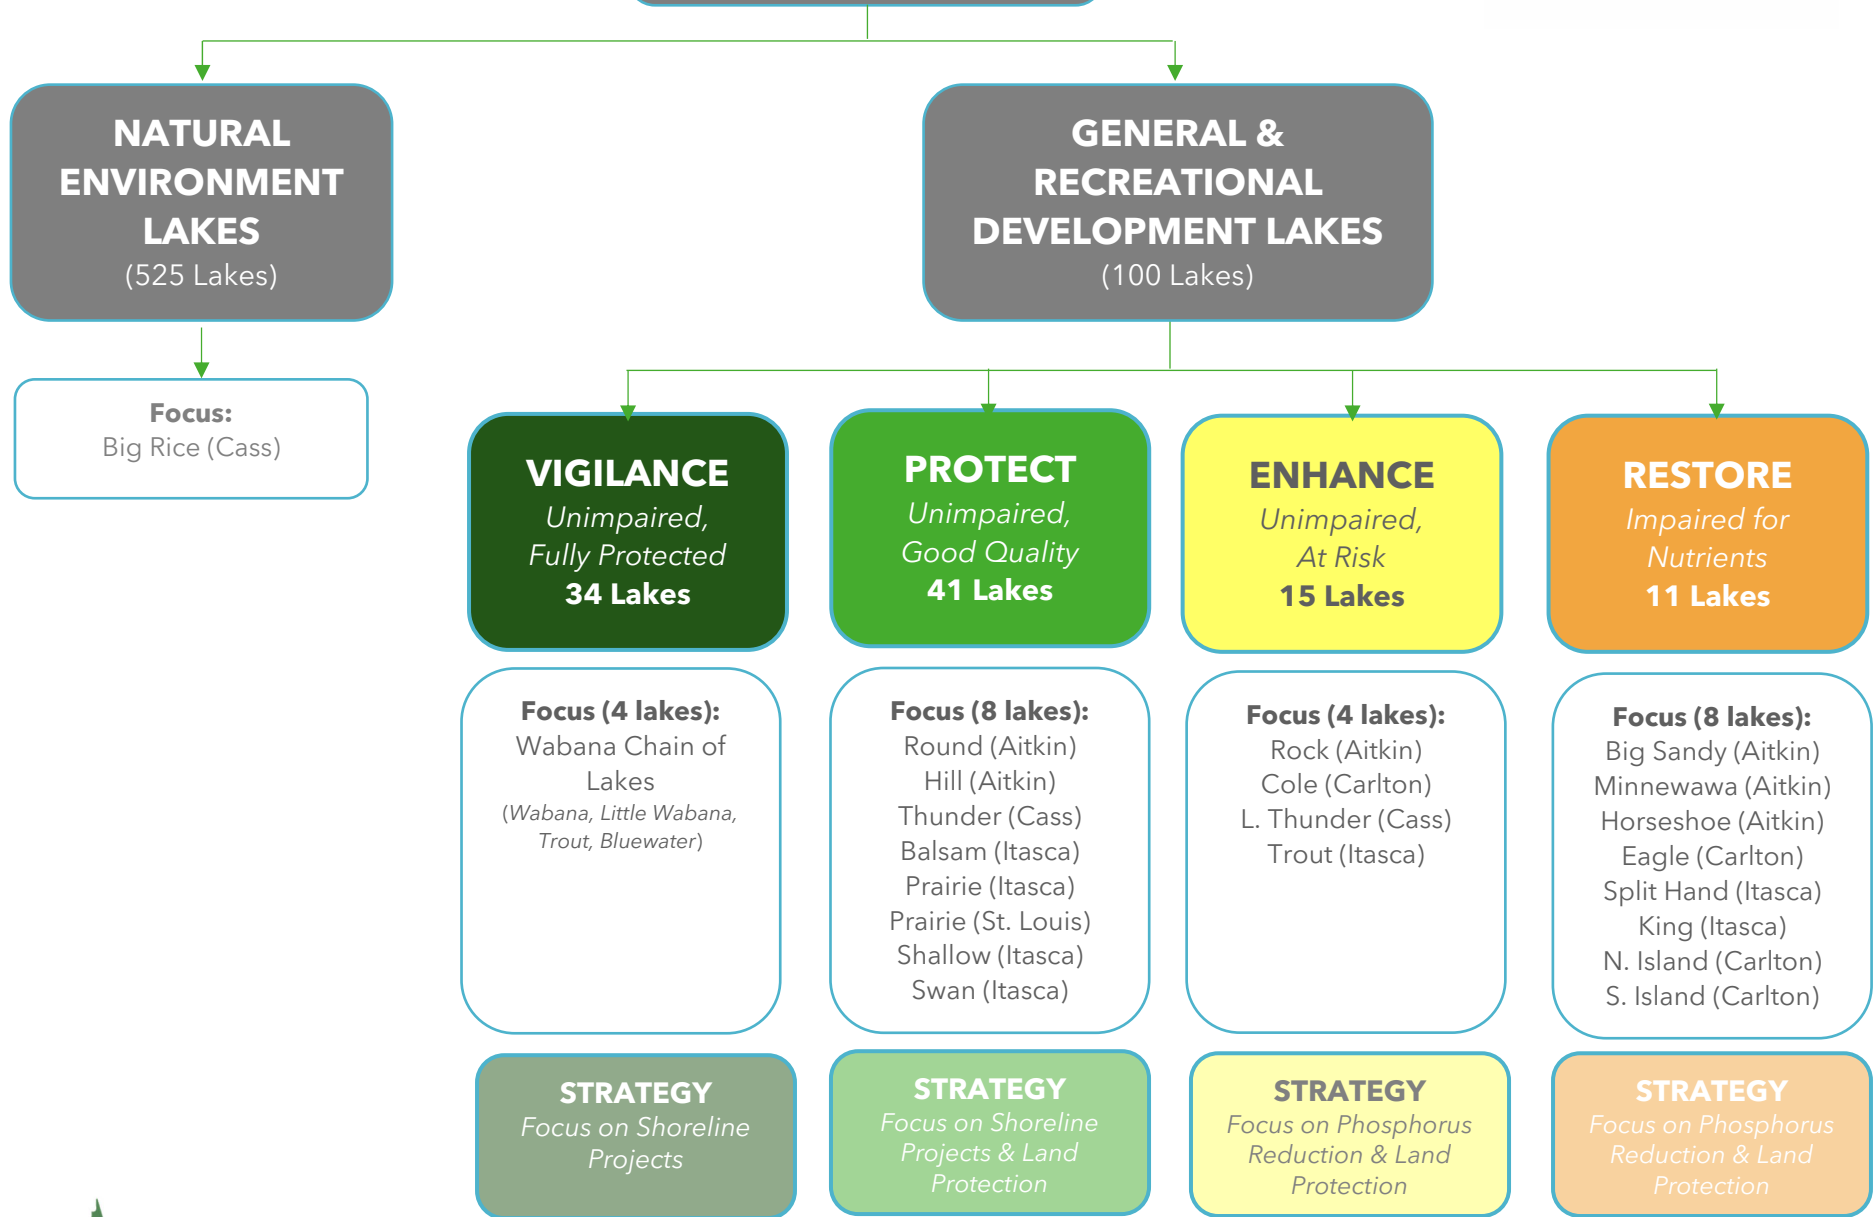 NATURAL
ENVIRONMENT
LAKES
(525 Lakes)
GENERAL &
RECREATIONAL
DEVELOPMENT LAKES
(100 Lakes)
Focus:
Big Rice (Cass)
VIGILANCE
Unimpaired,
Fully Protected
34 Lakes
PROTECT
Unimpaired,
Good Quality
41 Lakes
ENHANCE
Unimpaired,
At Risk
15 Lakes
RESTORE
Impaired for
Nutrients
11 Lakes
Focus (4 lakes):
Wabana Chain of
Lakes
(Wabana, Little Wabana,
Trout, Bluewater)
Focus (8 lakes):
Round (Aitkin)
Hill (Aitkin)
Thunder (Cass)
Balsam (Itasca)
Prairie (Itasca)
Prairie (St. Louis)
Shallow (Itasca)
Swan (Itasca)
Focus (4 lakes):
Rock (Aitkin)
Cole (Carlton)
L. Thunder (Cass)
Trout (Itasca)
Focus (8 lakes):
Big Sandy (Aitkin)
Minnewawa (Aitkin)
Horseshoe (Aitkin)
Eagle (Carlton)
Split Hand (Itasca)
King (Itasca)
N. Island (Carlton)
S. Island (Carlton)
STRATEGY
Focus on Shoreline
Projects
STRATEGY
Focus on Shoreline
Projects & Land
Protection
STRATEGY
Focus on Phosphorus
Reduction & Land
Protection
STRATEGY
Focus on Phosphorus
Reduction & Land
Protection